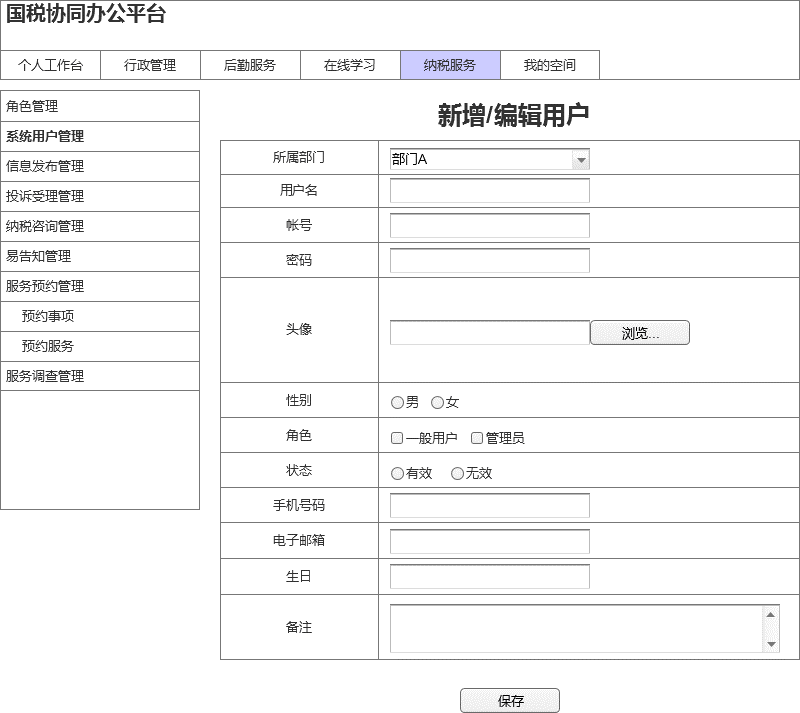 国税协同办公平台
个人工作台 行政管理 后勤服务 在线学习 纳税服务 我的空间
角色管理
系统用户管理
信息发布管理
投诉受理管理
纳税咨询管理
易告知管理
服务预约管理
预约事项
预约服务
服务调查管理
新增/编辑用户
所属部门 部门A
用户名
帐号
密码
头像 浏览...
性别 男 女
角色 一般用户 管理员
状态 有效 无效
手机号码
电子邮箱
生日
备注
保存